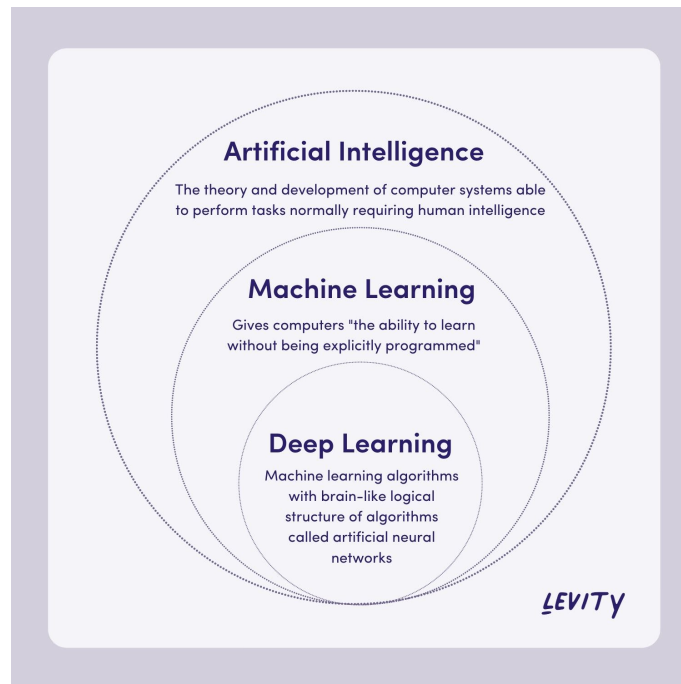 Artificial Intelligence
The theory and development of computer systems able
to perform tasks normally requiring human intelligence
Machine Learning
Gives computers "the ability to learn
without being explicitly programmed"
Deep Learning
Machine learning algorithms
with brain-like logical
structure of algorithms
called artificial neural
networks
LEVITY